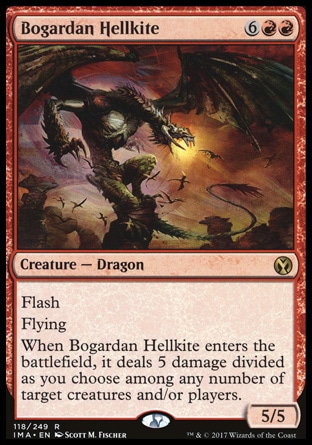 Bogardan Hellkite 6
Creature — Dragon
Flash
Flying
When Bogardan Hellkite enters the
battlefield, it deals 5 damage divided
as you choose among any number of
target creatures and/or players.
5/5
118/249 R
IMA • EN Scott M. Fischer
™ & © 2017 Wizards of the Coast